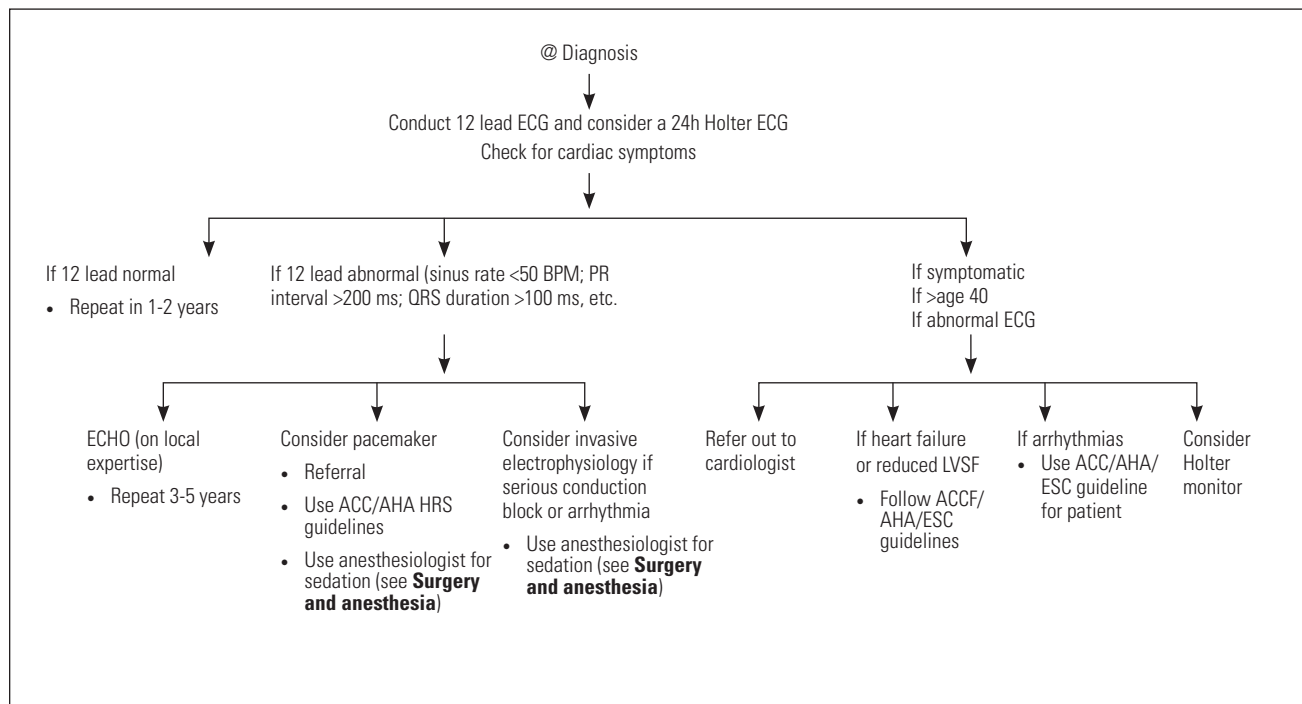 @ Diagnosis
Conduct 12 lead ECG and consider a 24h Holter ECG
Check for cardiac symptoms
If 12 lead normal
• Repeat in 1-2 years
If 12 lead abnormal (sinus rate <50 BPM; PR
interval >200 ms; QRS duration >100 ms, etc.
If symptomatic
If >age 40
If abnormal ECG
ECHO (on local
expertise)
• Repeat 3-5 years
Consider pacemaker
• Referral
• Use ACC/AHA HRS
guidelines
• Use anesthesiologist for
sedation (see Surgery
and anesthesia)
Consider invasive
electrophysiology if
serious conduction
block or arrhythmia
• Use anesthesiologist for
sedation (see Surgery
and anesthesia)
Refer out to
cardiologist
If heart failure
or reduced LVSF
• Follow ACCF/
AHA/ESC
guidelines
If arrhythmias
• Use ACC/AHA/
ESC guideline
for patient
Consider
Holter
monitor